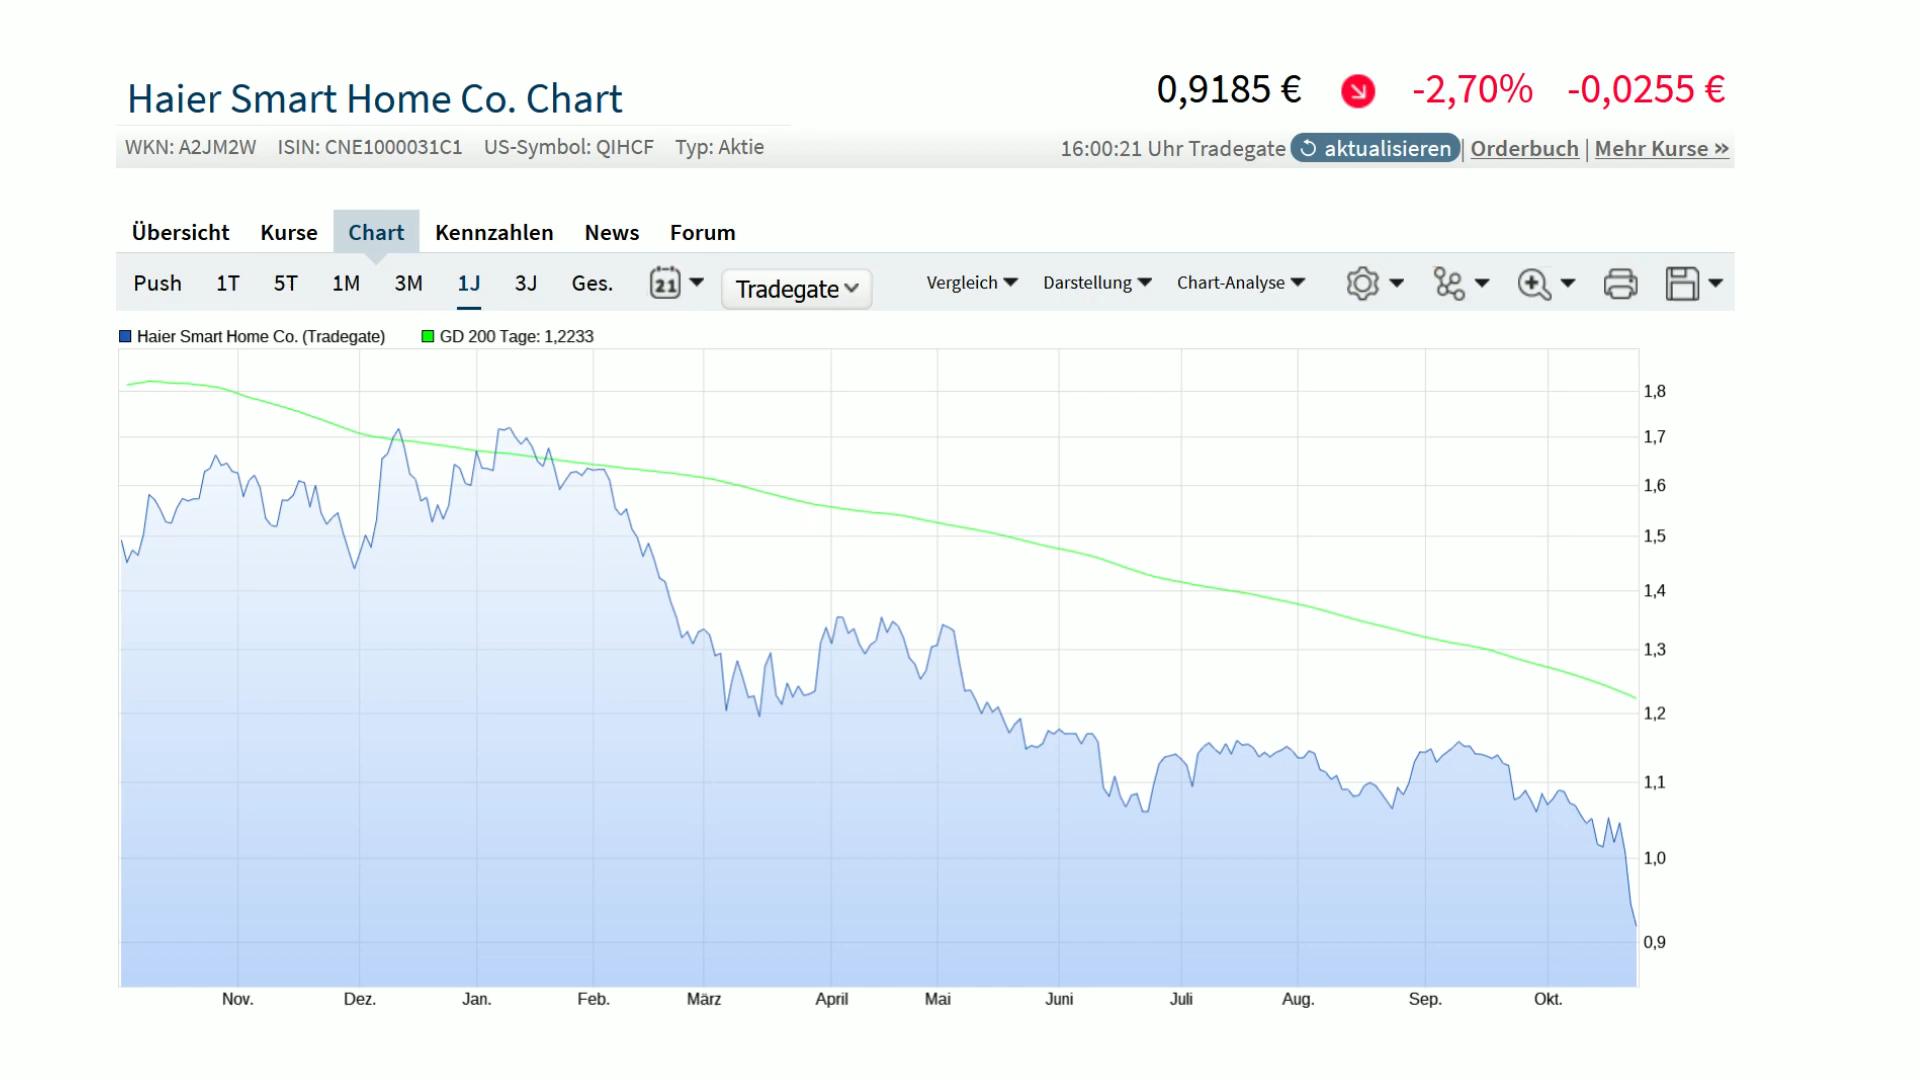 Haier Smart Home Co. Chart
0,9185 € -2,70% -0,0255 €
WKN: A2JM2W ISIN: CNE1000031C1 US-Symbol: QIHCF Typ: Aktie
16:00:21 Uhr Tradegate aktualisieren | Orderbuch | Mehr Kurse »
Übersicht Kurse Chart Kennzahlen News Forum
Push 1T 5T 1M 3M 1J 3J Ges. 21 Tradegate Vergleich Darstellung Chart-Analyse
Haier Smart Home Co. (Tradegate) GD 200 Tage: 1,2233
1,8
1,7
1,6
1,5
1,4
1,3
1,2
1,1
1,0
0,9
Nov. Dez. Jan. Feb. März April Mai Juni Juli Aug. Sep. Okt.